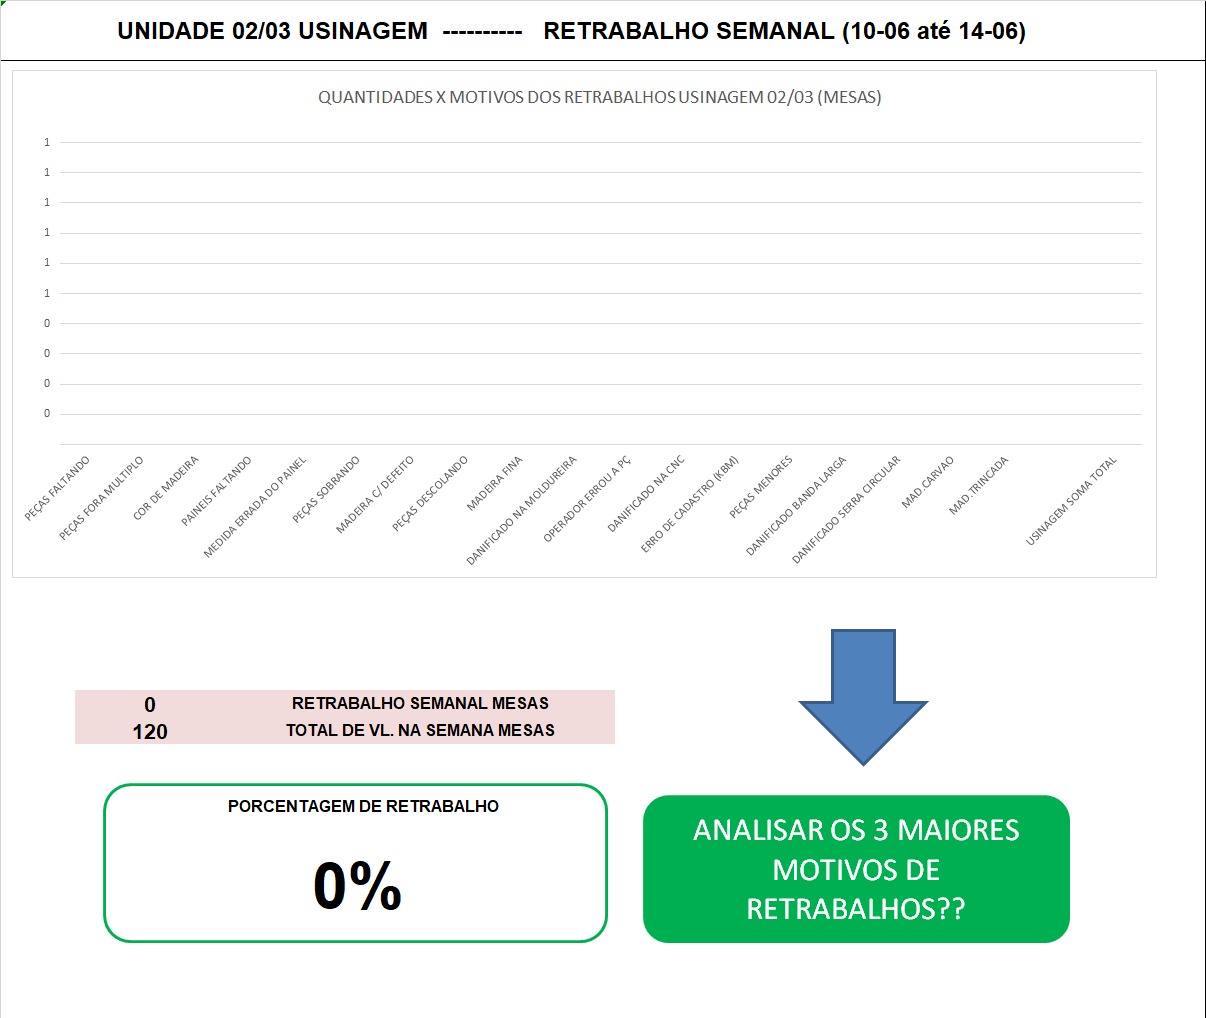 UNIDADE 02/03 USINAGEM ---------- RETRABALHO SEMANAL (10-06 até 14-06)
QUANTIDADES X MOTIVOS DOS RETRABALHOS USINAGEM 02/03 (MESAS)
1
1
1
1
1
1
0
0
0
0
PEÇAS FALTANDO
PEÇAS FORA MULTIPLO
COR DE MADEIRA
PAINEIS FALTANDO
MEDIDA ERRADA DO PAINEL
PEÇAS SOBRANDO
MADEIRA C/ DEFEITO
PEÇAS DESCOLANDO
MADEIRA FINA
DANIFICADO NA MOLDUREIRA
OPERADOR ERROU A PÇ
DANIFICADO NA CNC
ERRO DE CADASTRO (KBM)
PEÇAS MENORES
DANIFICADO BANDA LARGA
DANIFICADO SERRA CIRCULAR
MAD.CARVAO
MAD.TRINCADA
USINAGEM SOMA TOTAL
0 RETRABALHO SEMANAL MESAS
120 TOTAL DE VL. NA SEMANA MESAS
PORCENTAGEM DE RETRABALHO
0%
ANALISAR OS 3 MAIORES
MOTIVOS DE
RETRABALHOS??